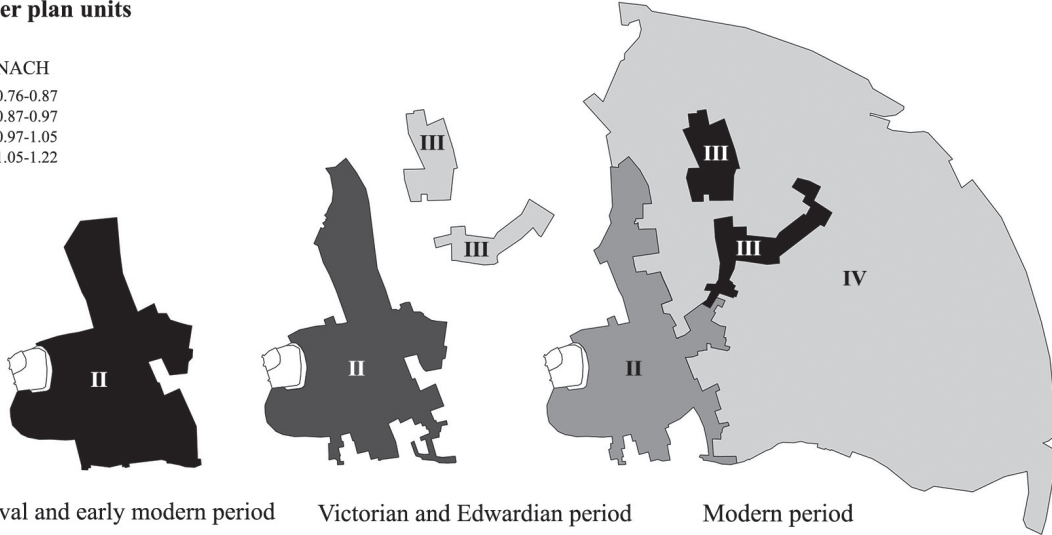 er plan units
NACH
0.76-0.87
0.87-0.97
0.97-1.05
1.05-1.22
III
III
III
III
IV
II
II
II
val and early modern period
Victorian and Edwardian period
Modern period